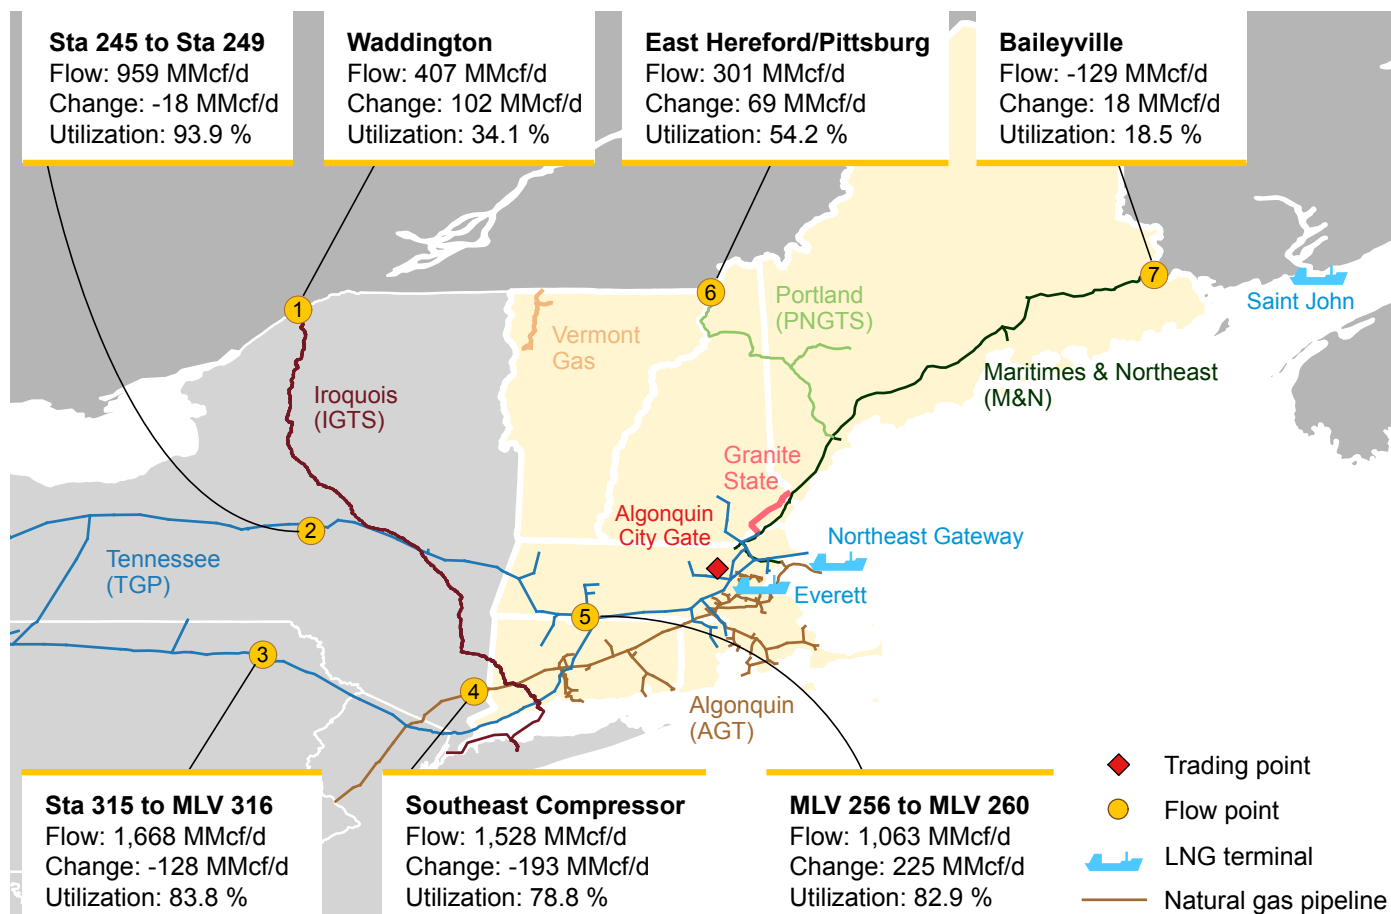 Sta 245 to Sta 249
Flow: 959 MMcf/d
Change: -18 MMcf/d
Utilization: 93.9 %
Waddington
Flow: 407 MMcf/d
Change: 102 MMcf/d
Utilization: 34.1 %
East Hereford/Pittsburg
Flow: 301 MMcf/d
Change: 69 MMcf/d
Utilization: 54.2 %
Baileyville
Flow: -129 MMcf/d
Change: 18 MMcf/d
Utilization: 18.5 %
1
6
7
Saint John
Portland
(PNGTS)
Vermont
Gas
Maritimes & Northeast
(M&N)
Iroquois
(IGTS)
Granite
State
Algonquin
City Gate
2
Northeast Gateway
Tennessee
(TGP)
Everett
5
3
4
Algonquin
(AGT)
Sta 315 to MLV 316
Flow: 1,668 MMcf/d
Change: -128 MMcf/d
Utilization: 83.8 %
Southeast Compressor
Flow: 1,528 MMcf/d
Change: -193 MMcf/d
Utilization: 78.8 %
MLV 256 to MLV 260
Flow: 1,063 MMcf/d
Change: 225 MMcf/d
Utilization: 82.9 %
Trading point
Flow point
LNG terminal
Natural gas pipeline